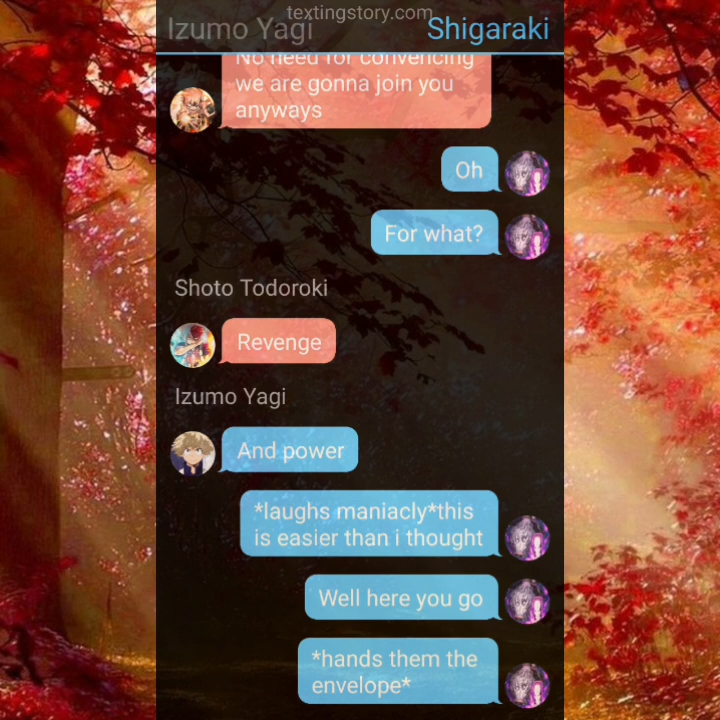 textingstory.com
Izumo Yagi
Shigaraki
No need for convencing
we are gonna join you
anyways
Oh
For what?
Shoto Todoroki
Revenge
Izumo Yagi
And power
*laughs maniacly*this
is easier than i thought
Well here you go
*hands them the
envelope*